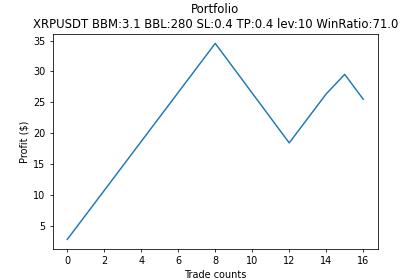 Portfolio
XRPUSDT BBM:3.1 BBL:280 SL:0.4 TP:0.4 lev:10 WinRatio:71.0
35
30
25
20
15
10
5
Profit ($)
0 2 4 6 8 10 12 14 16
Trade counts